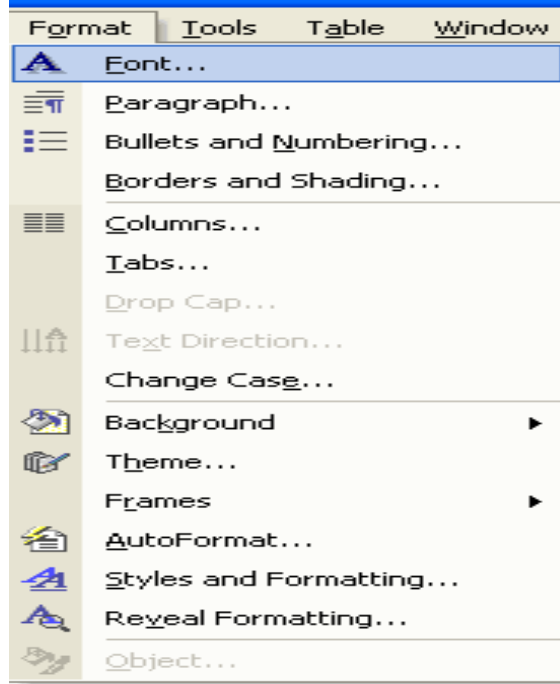 Format Tools Table Window
Font...
Paragraph...
Bullets and Numbering...
Borders and Shading...
Columns...
Tabs...
Drop Cap...
Text Direction...
Change Case...
Background
Theme...
Frames
AutoFormat...
Styles and Formatting...
Reveal Formatting...
Object...